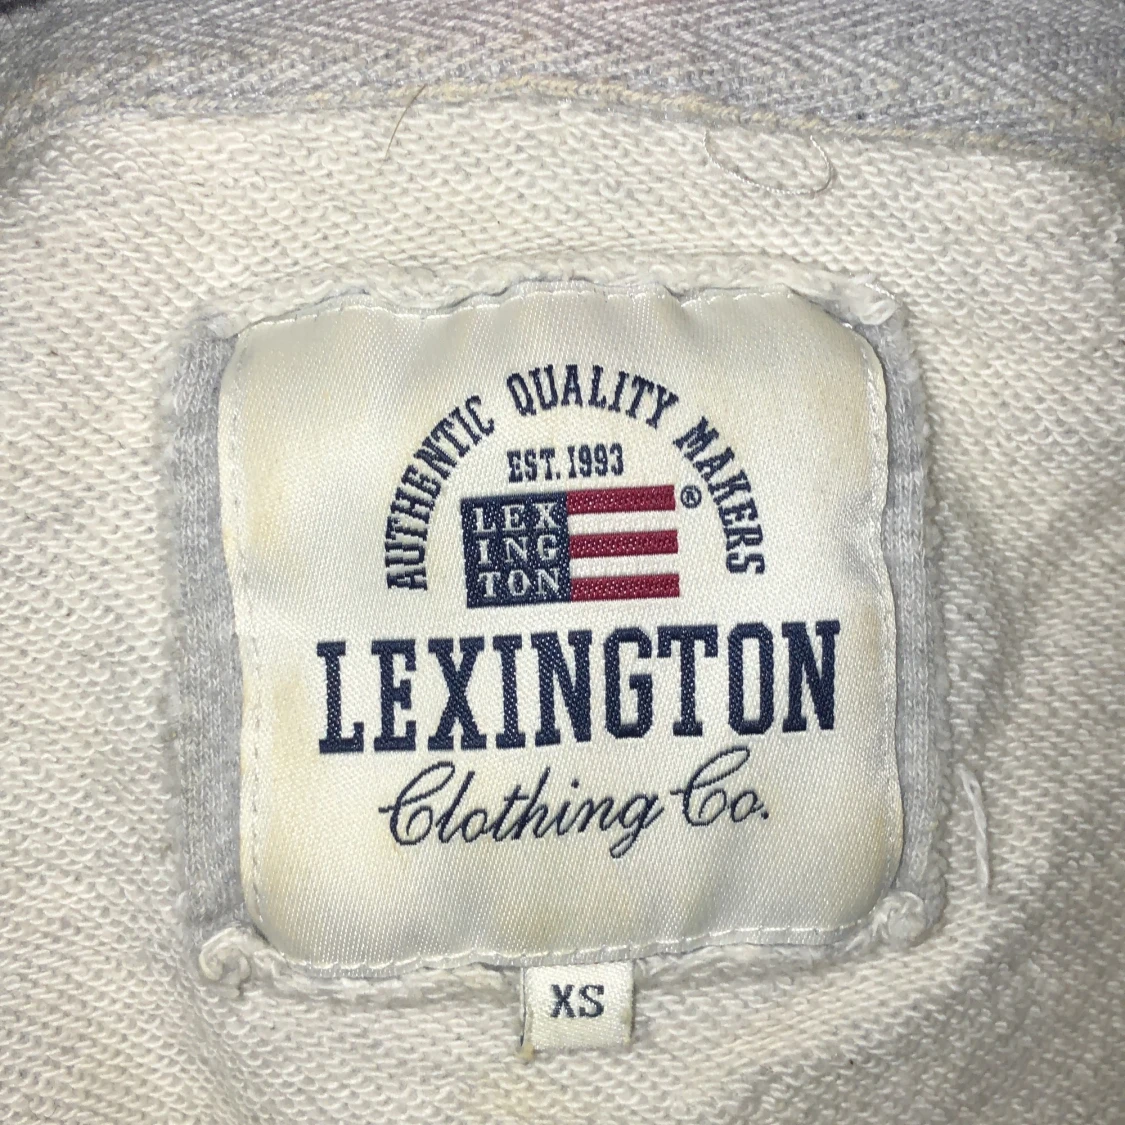 AUTHENTIC QUALITY MAKERS
EST. 1993
LEX
ING
TON
®
LEXINGTON
Clothing Co.
XS